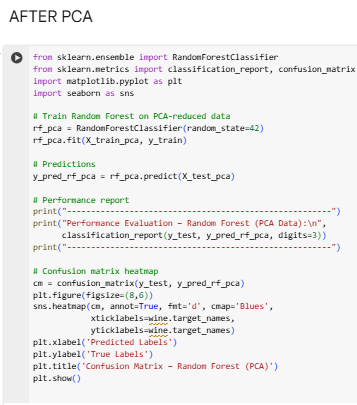 AFTER PCA
from sklearn.ensemble import RandomForestClassifier
from sklearn.metrics import classification_report, confusion_matrix
import matplotlib.pyplot as plt
import seaborn as sns
# Train Random Forest on PCA-reduced data
rf_pca = RandomForestClassifier(random_state=42)
rf_pca.fit(X_train_pca, y_train)
# Predictions
y_pred_rf_pca = rf_pca.predict(X_test_pca)
# Performance report
print("---------------------------------------------------")
print("Performance Evaluation – Random Forest (PCA Data):\n",
classification_report(y_test, y_pred_rf_pca, digits=3))
print("---------------------------------------------------")
# Confusion matrix heatmap
cm = confusion_matrix(y_test, y_pred_rf_pca)
plt.figure(figsize=(8,6))
sns.heatmap(cm, annot=True, fmt='d', cmap='Blues',
xticklabels=wine.target_names,
yticklabels=wine.target_names)
plt.xlabel('Predicted Labels')
plt.ylabel('True Labels')
plt.title('Confusion Matrix – Random Forest (PCA)')
plt.show()